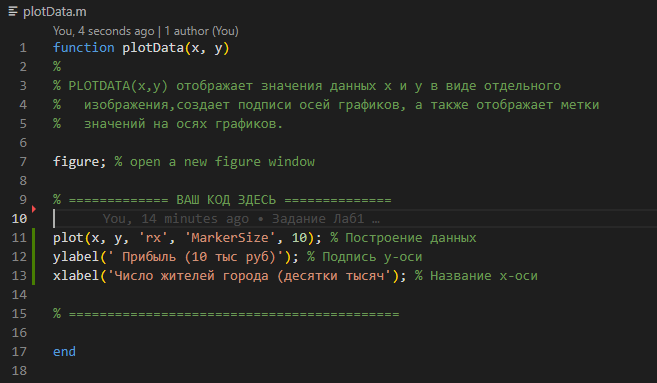 plotData.m
You, 4 seconds ago | 1 author (You)
1 function plotData(x, y)
2 %
3 % PLOTDATA(x,y) отображает значения данных x и y в виде отдельного
4 %   изображения,создает подписи осей графиков, а также отображает метки
5 %   значений на осях графиков.
6
7 figure; % open a new figure window
8
9 % ============= ВАШ КОД ЗДЕСЬ ==============
10 You, 14 minutes ago • Задание Лаб1 …
11 plot(x, y, 'rx', 'MarkerSize', 10); % Построение данных
12 ylabel(' Прибыль (10 тыс руб)'); % Подпись y-оси
13 xlabel('Число жителей города (десятки тысяч'); % Название x-оси
14
15 % ===========================================
16
17 end
18